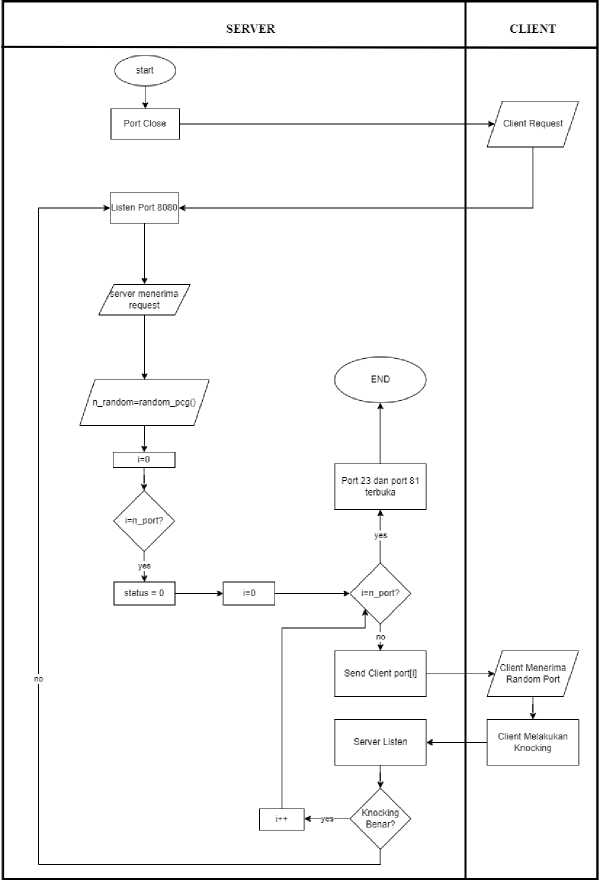 SERVER
CLIENT
start
Port Close
Client Request
Listen Port 8080
server menerima
request
n_random=random_pcg()
END
i=0
Port 23 dan port 81
terbuka
i=n_port?
yes
yes
status = 0
i=0
i=n_port?
no
Send Client port[i]
Client Menerima
Random Port
no
Server Listen
Client Melakukan
Knocking
i++
yes
Knocking
Benar?